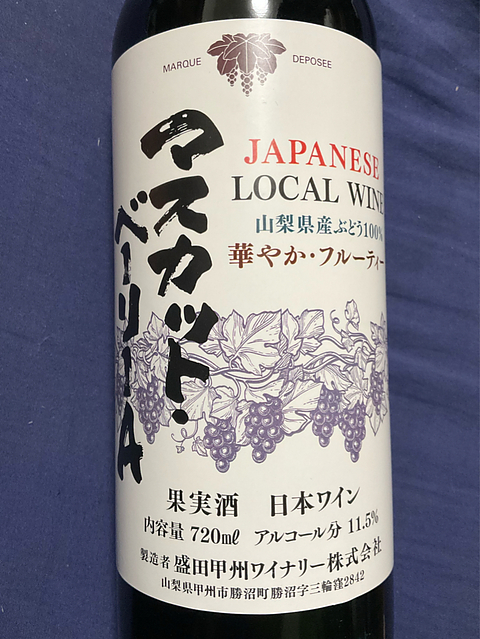 MARQUE DEPOSEE
マスカット・
ベーリーA
JAPANESE
LOCAL WINE
山梨県産ぶどう100%
華やか・フルーティー
果実酒 日本ワイン
内容量 720mℓ アルコール分 11.5%
製造者 盛田甲州ワイナリー株式会社
山梨県甲州市勝沼町勝沼字三輪窪2842